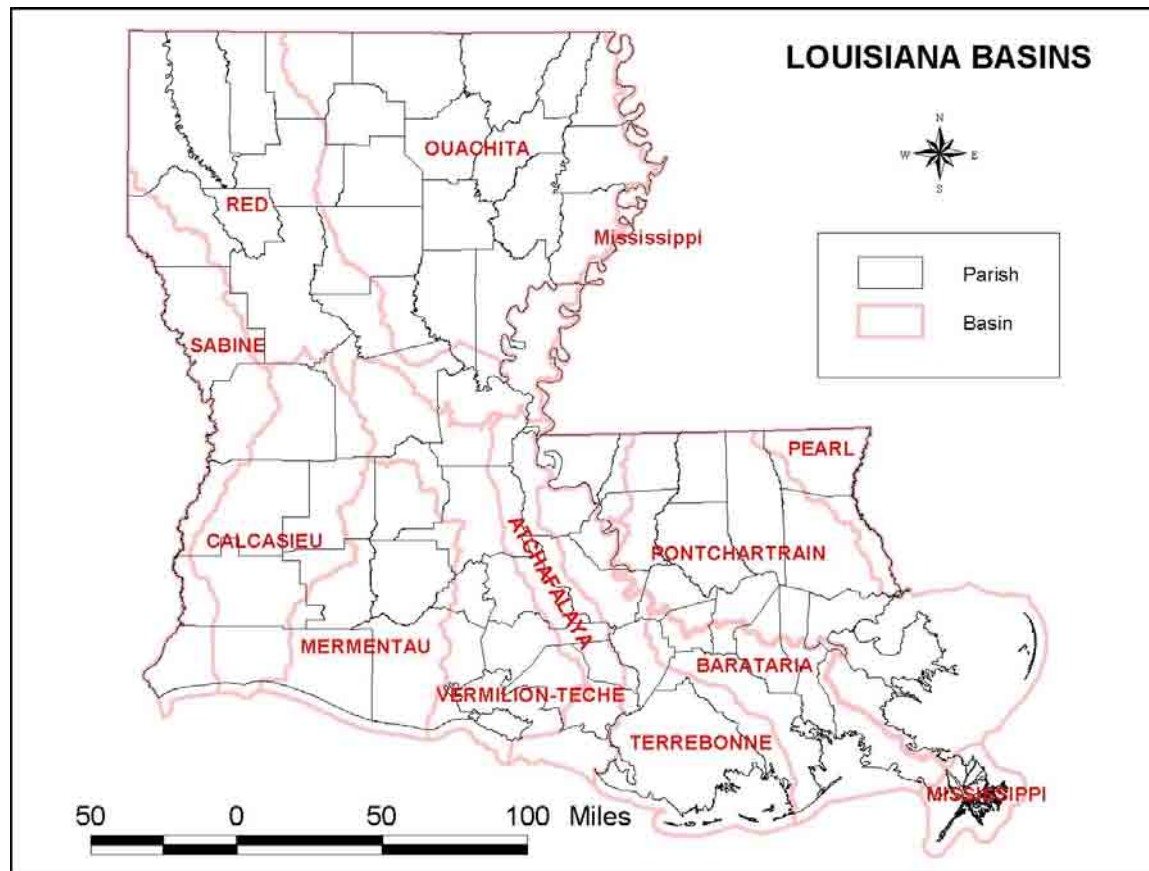 LOUISIANA BASINS
N
W E
S
OUACHITA
RED
Mississippi
Parish
Basin
SABINE
PEARL
CALCASIEU
ATCHAFALAYA
PONTCHARTRAIN
MERMENTAU
BARATARIA
VERMILION-TECHE
TERREBONNE
MISSISSIPPI
50 0 50 100 Miles